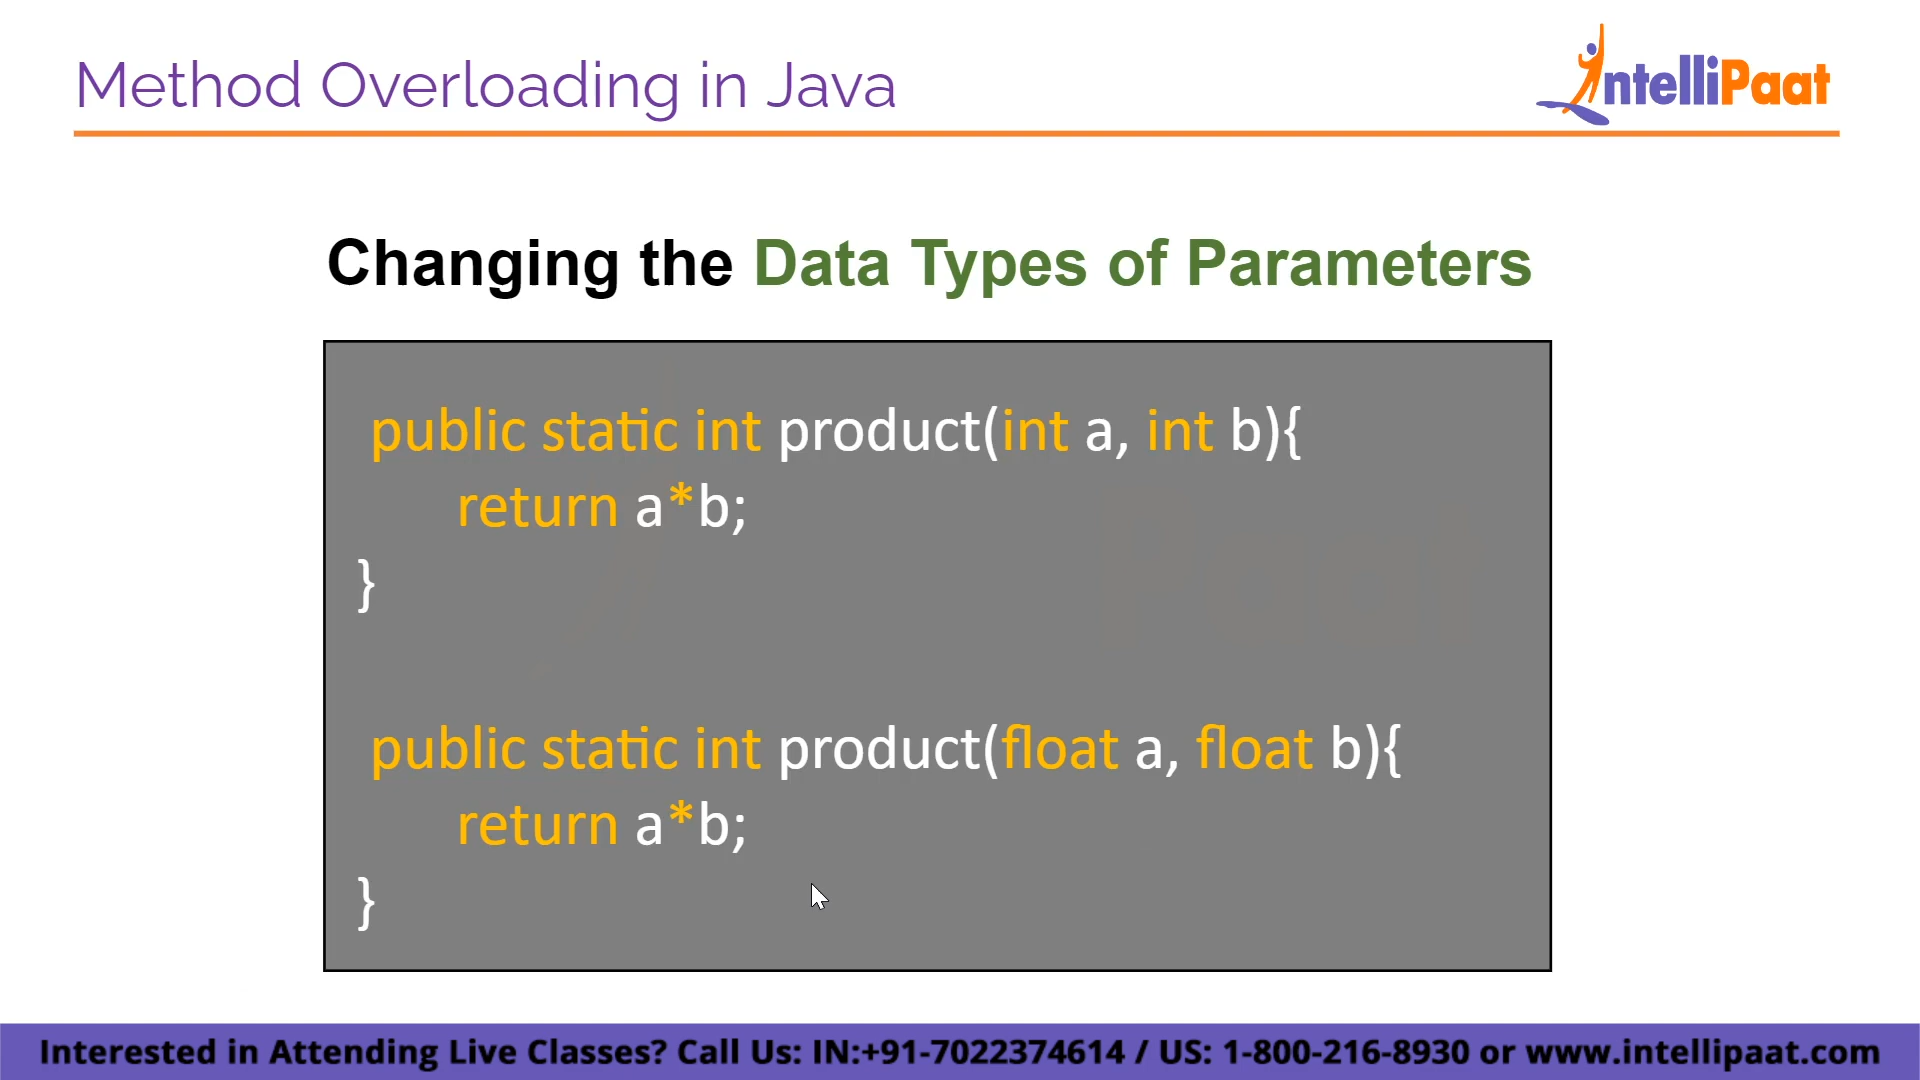 Method Overloading in Java
IntelliPaat
Changing the Data Types of Parameters
public static int product(int a, int b){
return a*b;
}
public static int product(float a, float b){
return a*b;
}
Interested in Attending Live Classes? Call Us: IN:+91-7022374614 / US: 1-800-216-8930 or www.intellipaat.com